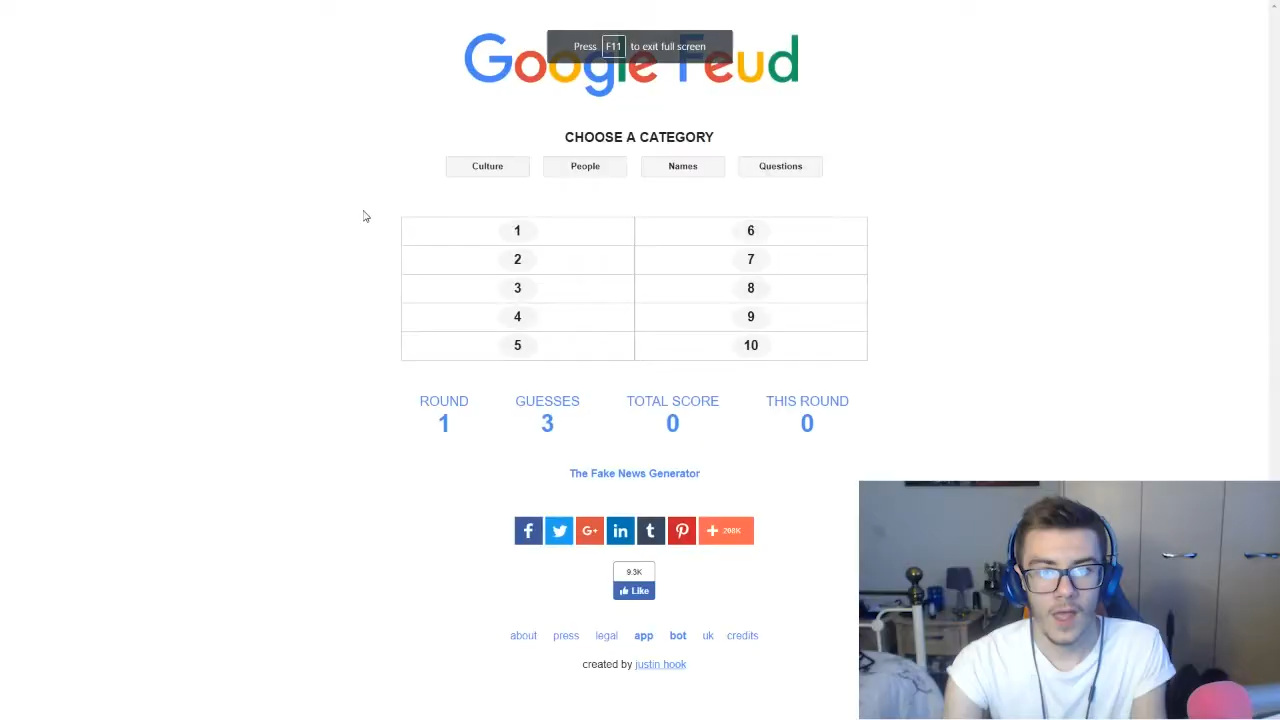 Press F11 to exit full screen
Google Feud
CHOOSE A CATEGORY
Culture People Names Questions
1 6
2 7
3 8
4 9
5 10
ROUND GUESSES TOTAL SCORE THIS ROUND
1 3 0 0
The Fake News Generator
f G+ in t + 208K
9.3K
Like
about press legal app bot uk credits
created by justin hook